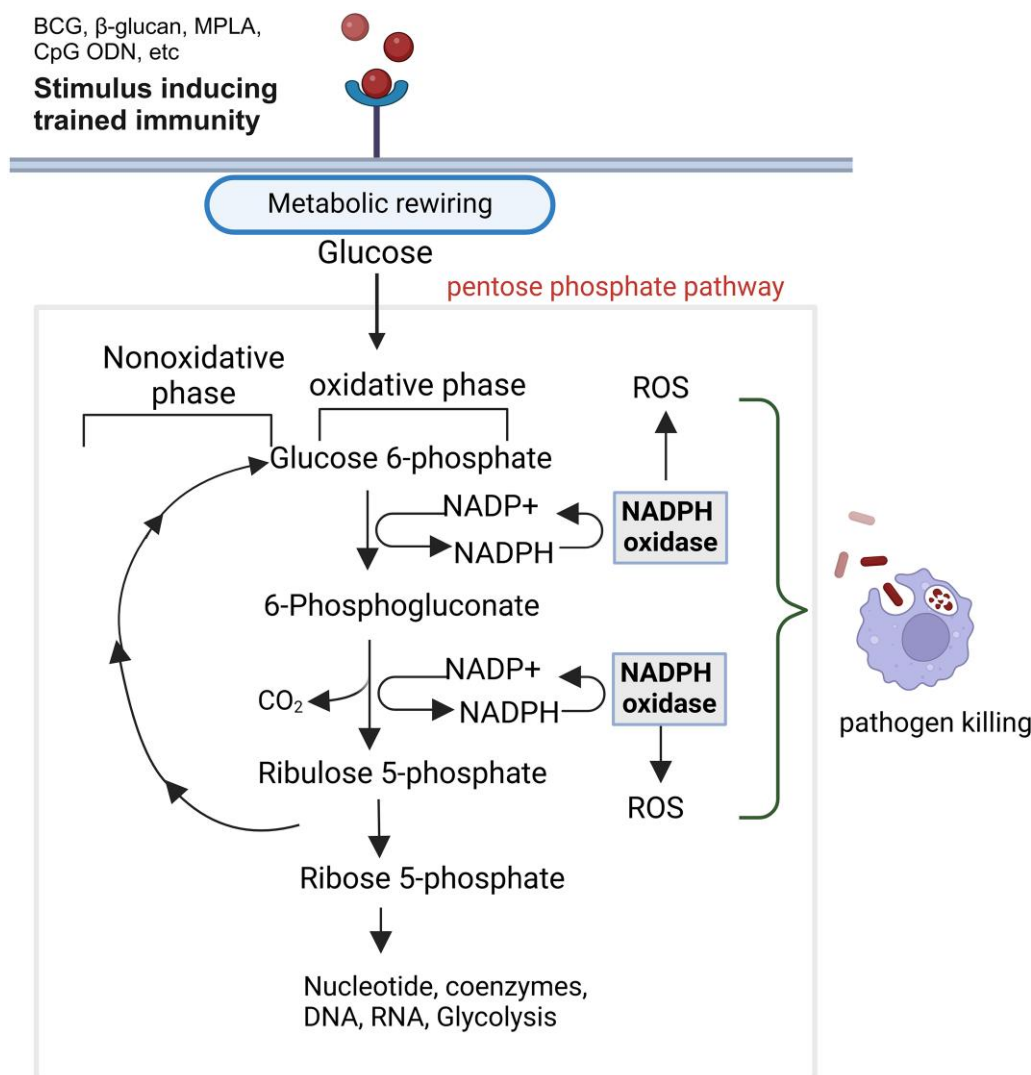 BCG, β-glucan, MPLA,
CpG ODN, etc
Stimulus inducing
trained immunity
Metabolic rewiring
Glucose
pentose phosphate pathway
Nonoxidative
phase
oxidative phase
ROS
Glucose 6-phosphate
NADP+
NADPH
NADPH
oxidase
6-Phosphogluconate
NADP+
NADPH
CO₂
NADPH
oxidase
pathogen killing
Ribulose 5-phosphate
ROS
Ribose 5-phosphate
Nucleotide, coenzymes,
DNA, RNA, Glycolysis